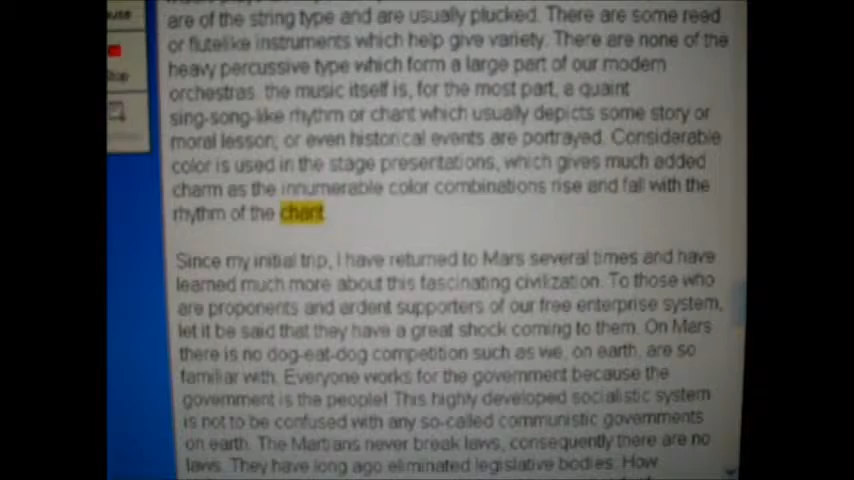 use
are of the string type and are usually plucked. There are some reed
or flutelike instruments which help give variety. There are none of the
heavy percussive type which form a large part of our modern
orchestras. the music itself is, for the most part, a quaint
sing-song-like rhythm or chant which usually depicts some story or
moral lesson; or even historical events are portrayed. Considerable
color is used in the stage presentations, which gives much added
charm as the innumerable color combinations rise and fall with the
rhythm of the chant.
Since my initial trip, I have returned to Mars several times and have
learned much more about this fascinating civilization. To those who
are proponents and ardent supporters of our free enterprise system,
let it be said that they have a great shock coming to them. On Mars
there is no dog-eat-dog competition such as we, on earth, are so
familiar with. Everyone works for the government because the
government is the people! This highly developed socialistic system
is not to be confused with any so-called communistic governments
on earth. The Martians never break laws, consequently there are no
laws. They have long ago eliminated legislative bodies. How